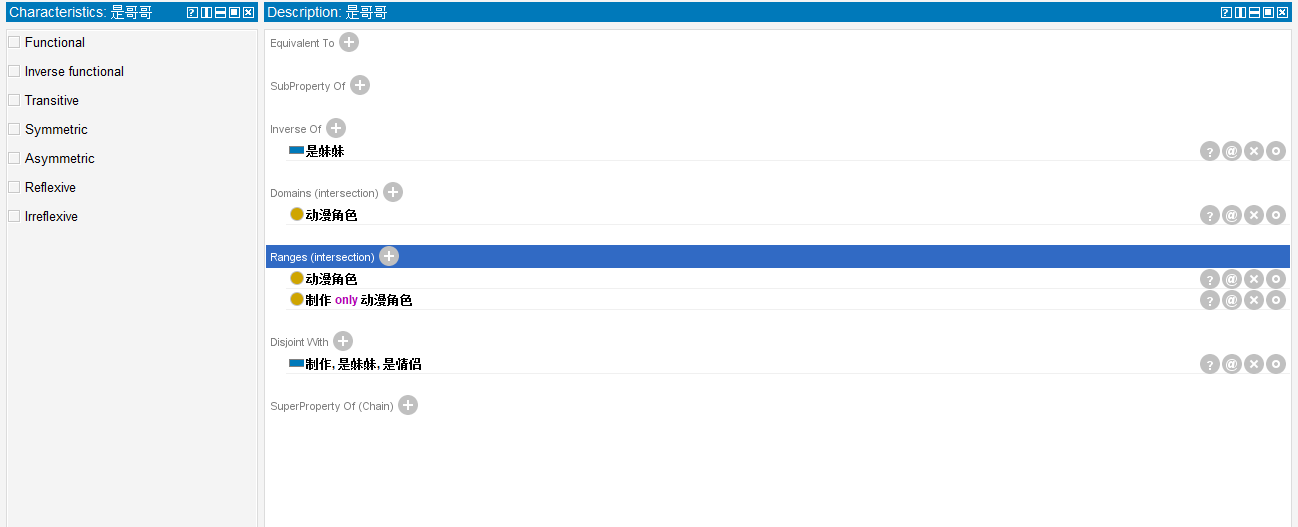 Characteristics: 是哥哥
Functional
Inverse functional
Transitive
Symmetric
Asymmetric
Reflexive
Irreflexive
Description: 是哥哥
Equivalent To
SubProperty Of
Inverse Of
是妹妹
Domains (intersection)
动漫角色
Ranges (intersection)
动漫角色
制作 only 动漫角色
Disjoint With
制作, 是妹妹, 是情侣
SuperProperty Of (Chain)